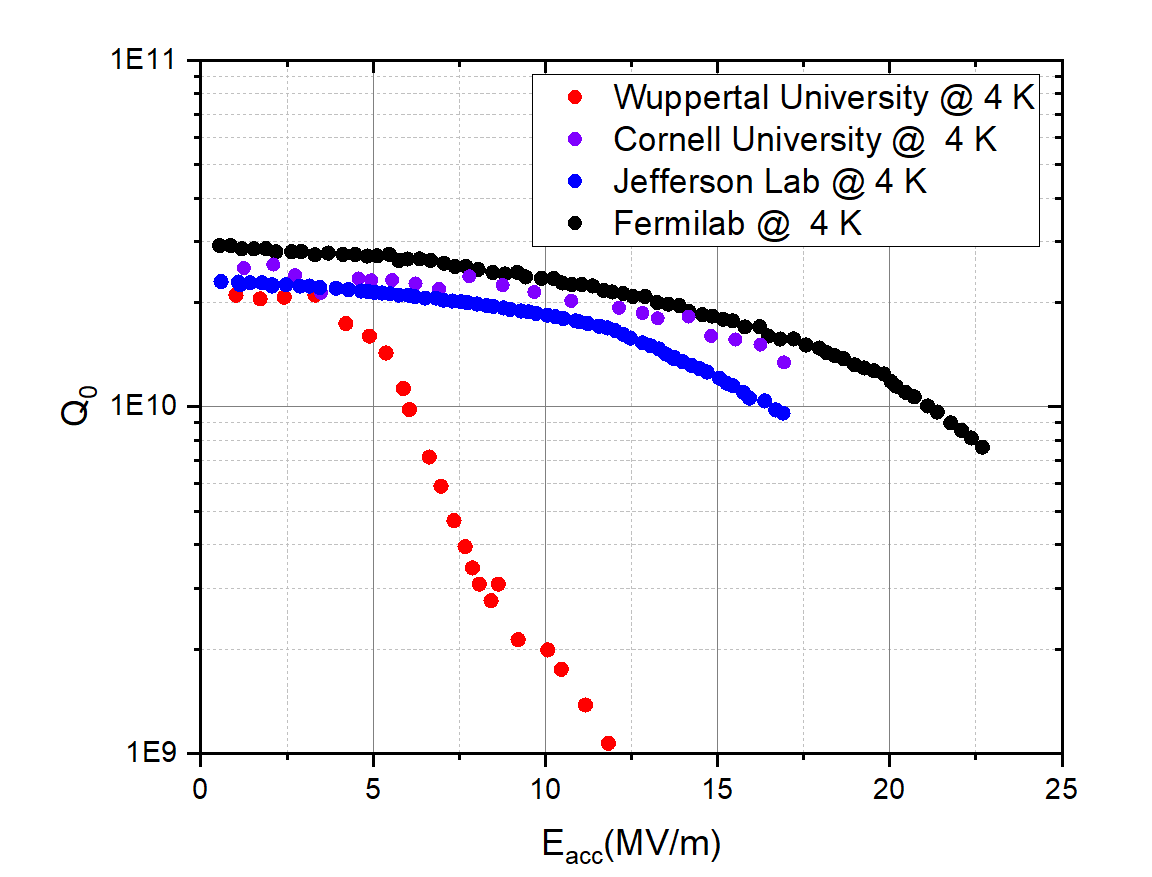 1E11
Wuppertal University @ 4 K
Cornell University @  4 K
Jefferson Lab @ 4 K
Fermilab @  4 K
Q0
1E10
1E9
0 5 10 15 20 25
Eacc(MV/m)